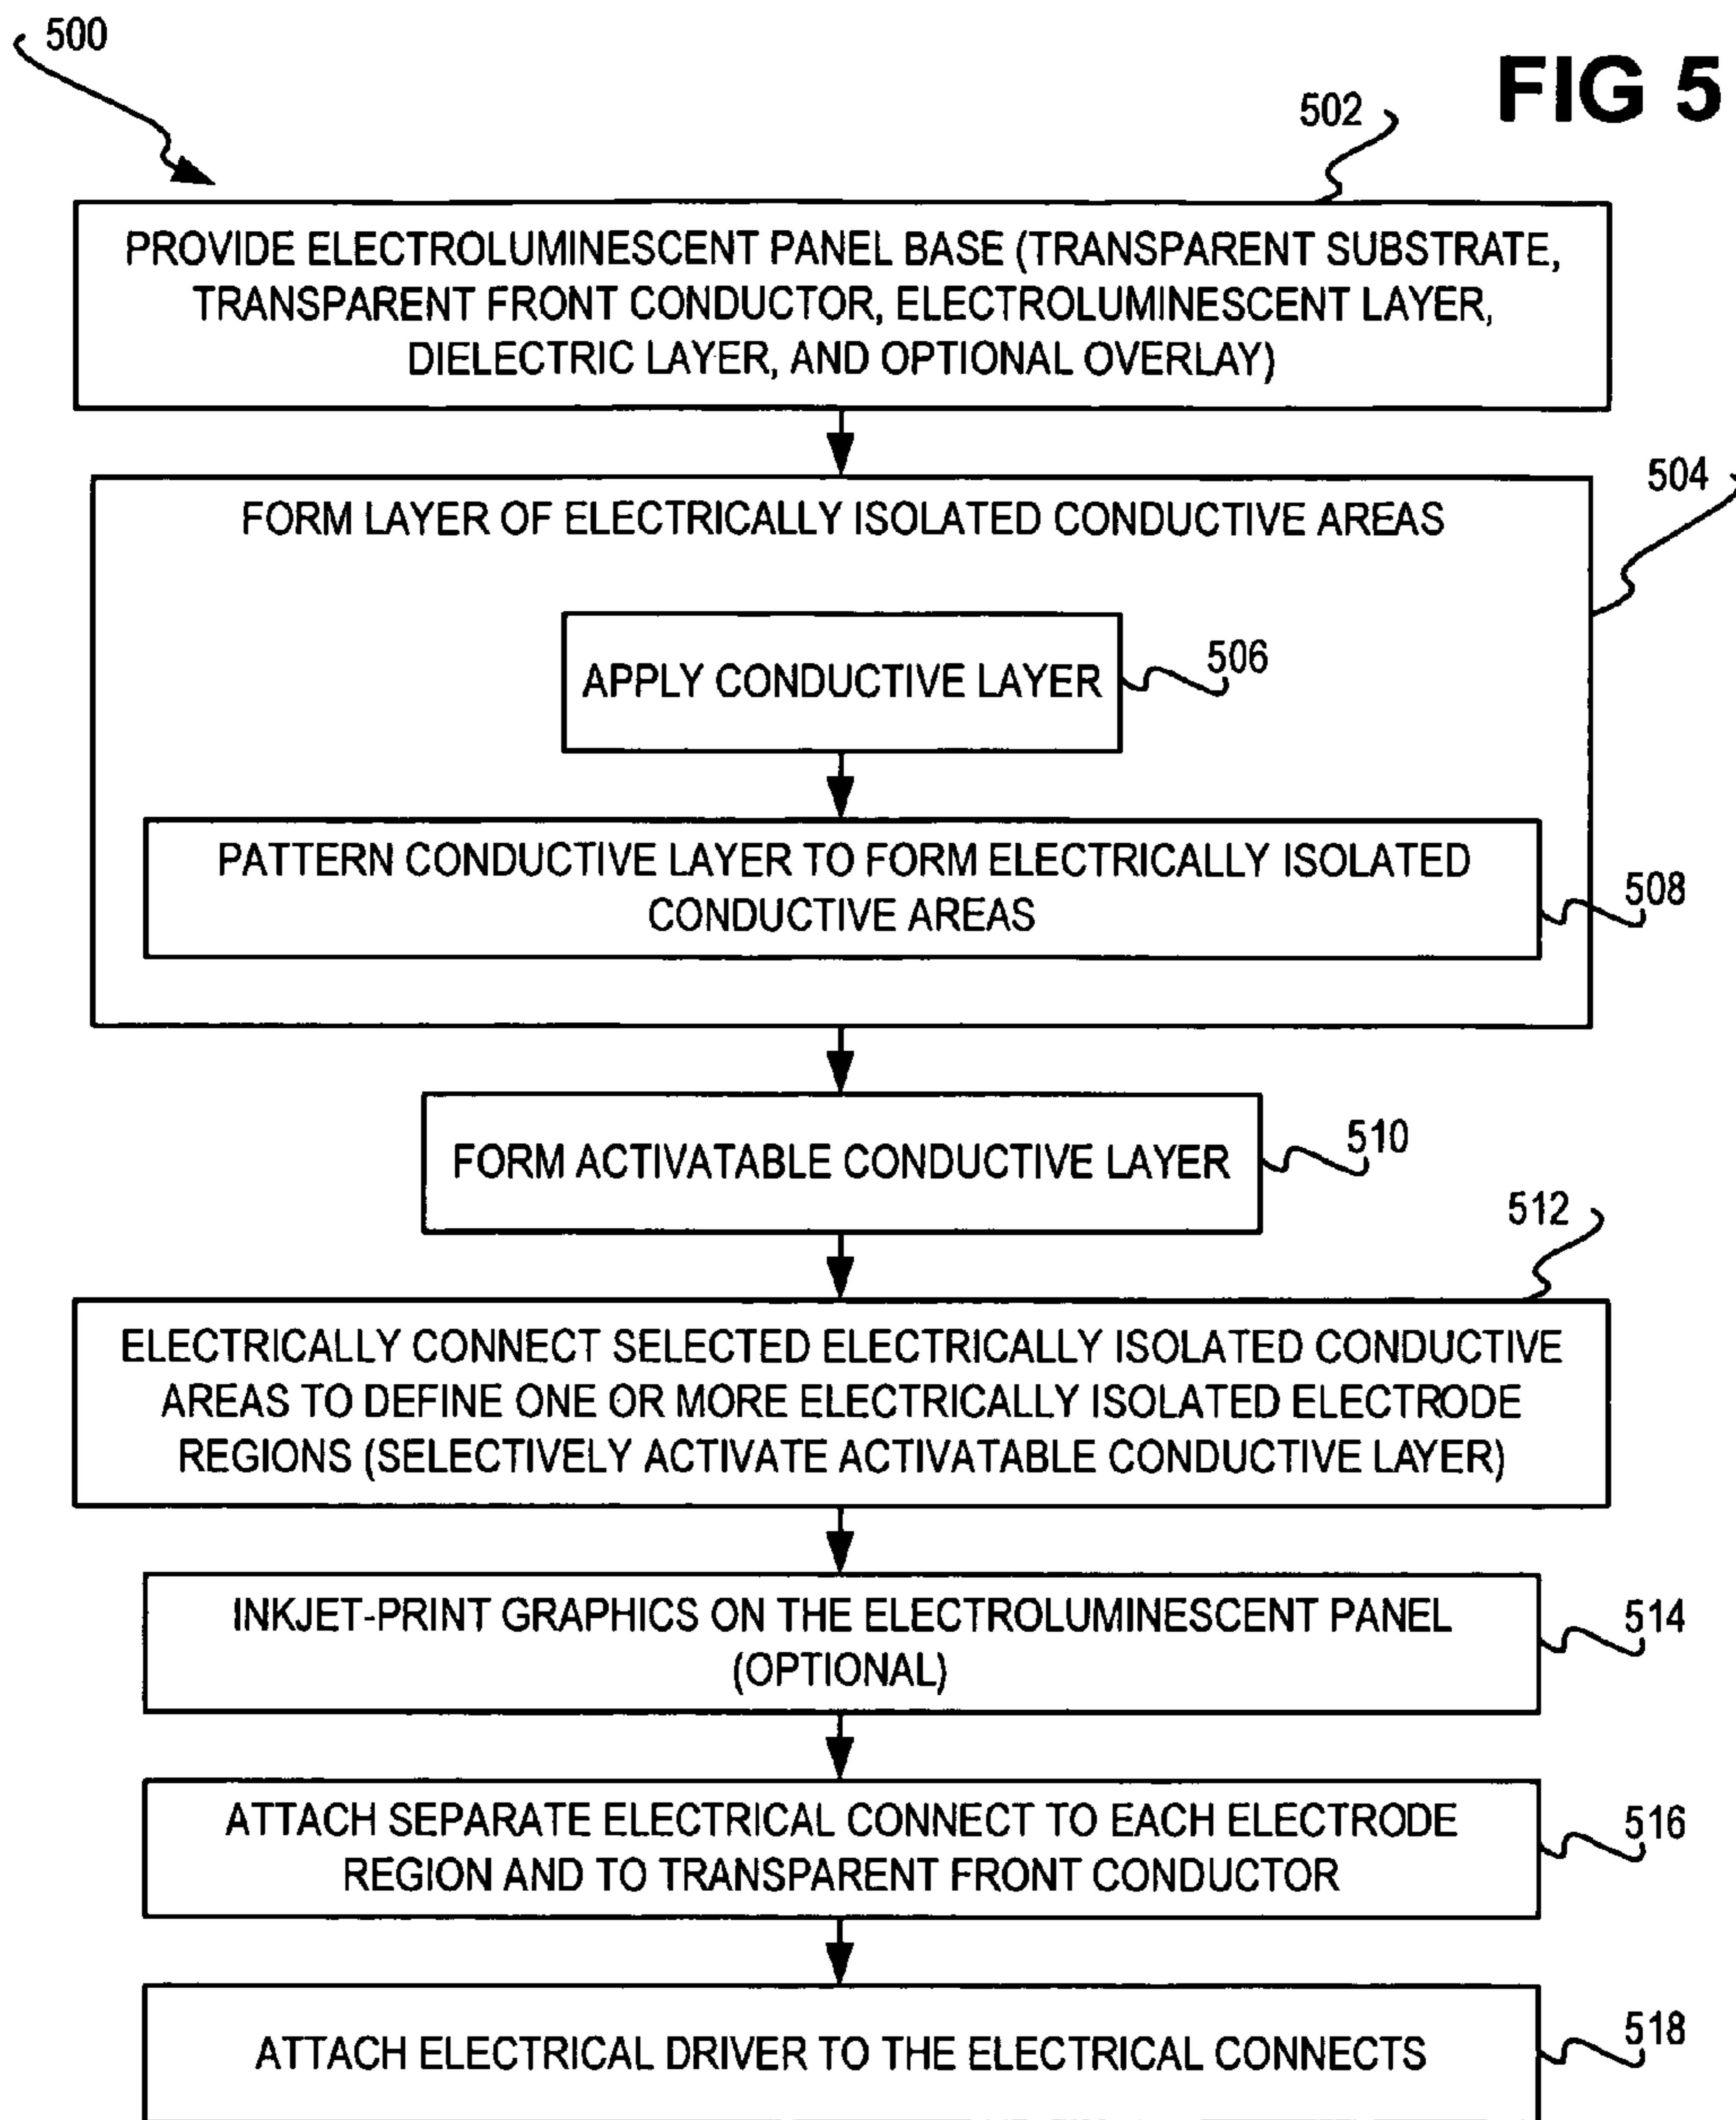 500
FIG 5
502
PROVIDE ELECTROLUMINESCENT PANEL BASE (TRANSPARENT SUBSTRATE,
TRANSPARENT FRONT CONDUCTOR, ELECTROLUMINESCENT LAYER,
DIELECTRIC LAYER, AND OPTIONAL OVERLAY)
504
FORM LAYER OF ELECTRICALLY ISOLATED CONDUCTIVE AREAS
APPLY CONDUCTIVE LAYER
506
PATTERN CONDUCTIVE LAYER TO FORM ELECTRICALLY ISOLATED
CONDUCTIVE AREAS
508
FORM ACTIVATABLE CONDUCTIVE LAYER
510
512
ELECTRICALLY CONNECT SELECTED ELECTRICALLY ISOLATED CONDUCTIVE
AREAS TO DEFINE ONE OR MORE ELECTRICALLY ISOLATED ELECTRODE
REGIONS (SELECTIVELY ACTIVATE ACTIVATABLE CONDUCTIVE LAYER)
INKJET-PRINT GRAPHICS ON THE ELECTROLUMINESCENT PANEL
(OPTIONAL)
514
ATTACH SEPARATE ELECTRICAL CONNECT TO EACH ELECTRODE
REGION AND TO TRANSPARENT FRONT CONDUCTOR
516
ATTACH ELECTRICAL DRIVER TO THE ELECTRICAL CONNECTS
518